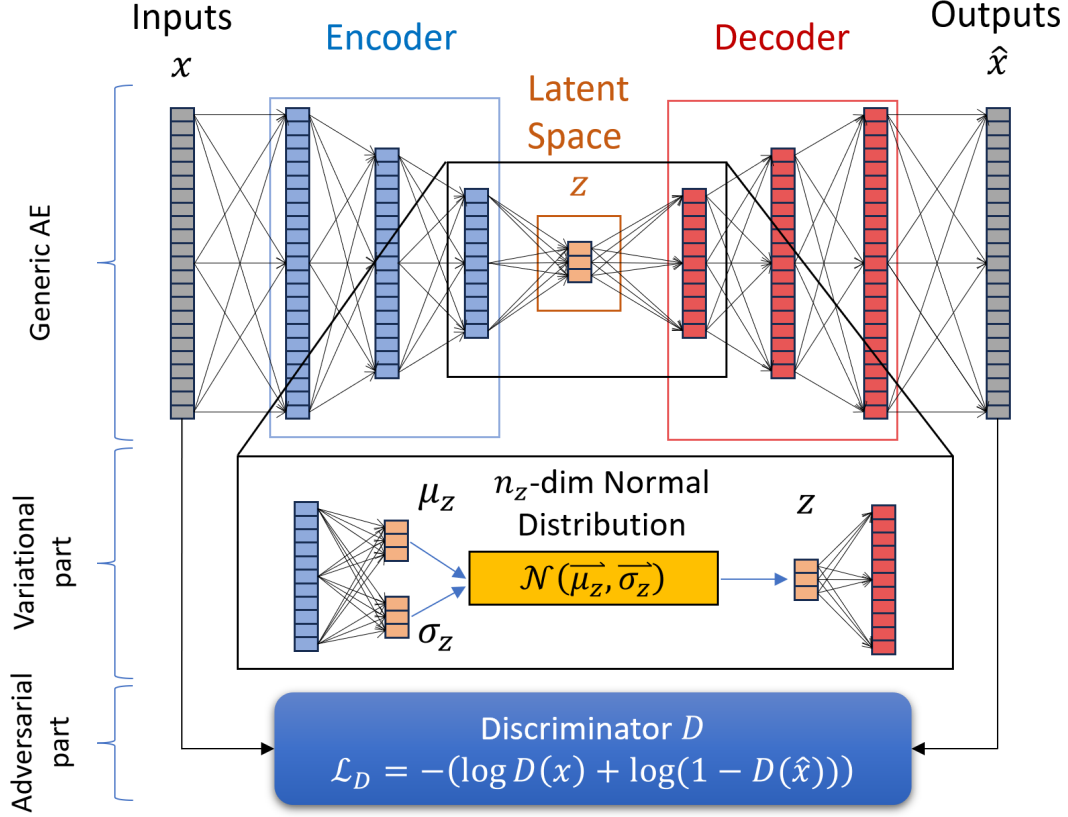 Inputs
x
Encoder
Decoder
Outputs
x̂
Latent
Space
z
Generic AE
Variational
part
μ_z
n_z-dim Normal
Distribution
𝒩(μ_z⃗, σ_z⃗)
z
σ_z
Adversarial
part
Discriminator D
ℒ_D = −(log D(x) + log(1 − D(x̂)))